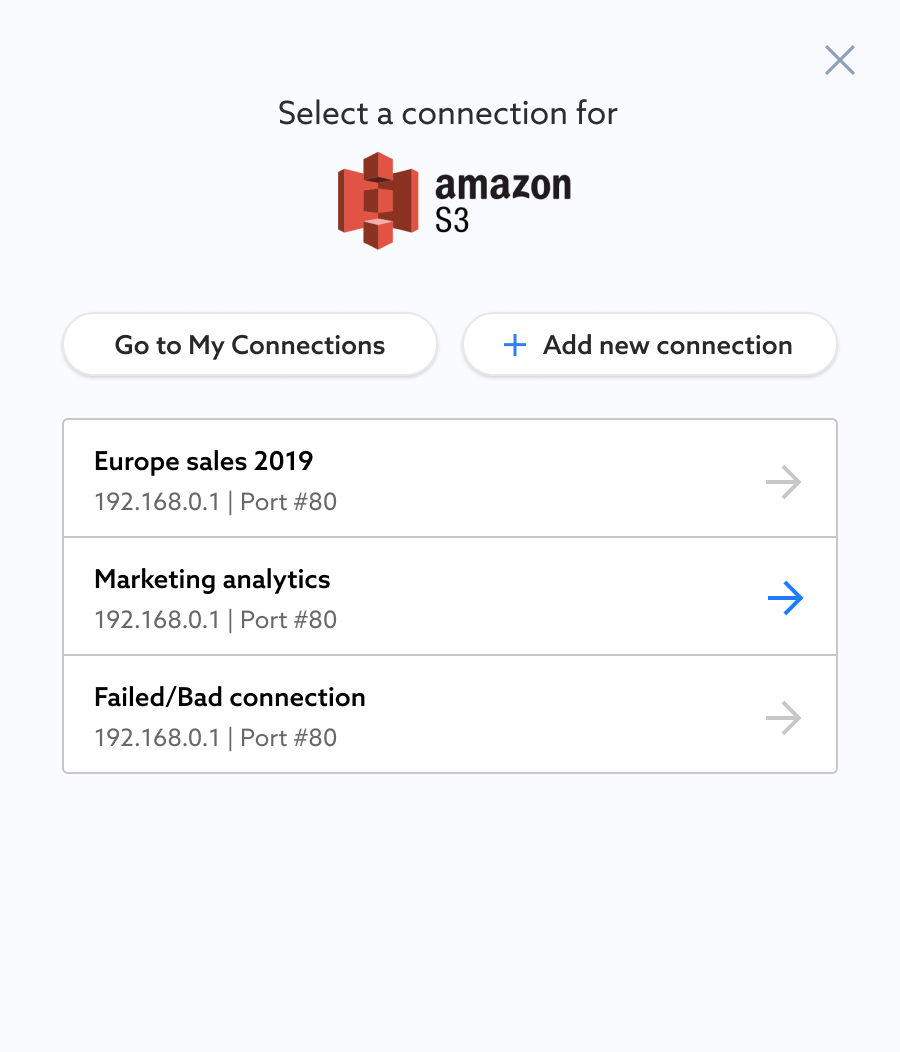 Select a connection for
amazon
S3
Go to My Connections
Add new connection
Europe sales 2019
192.168.0.1 | Port #80
Marketing analytics
192.168.0.1 | Port #80
Failed/Bad connection
192.168.0.1 | Port #80